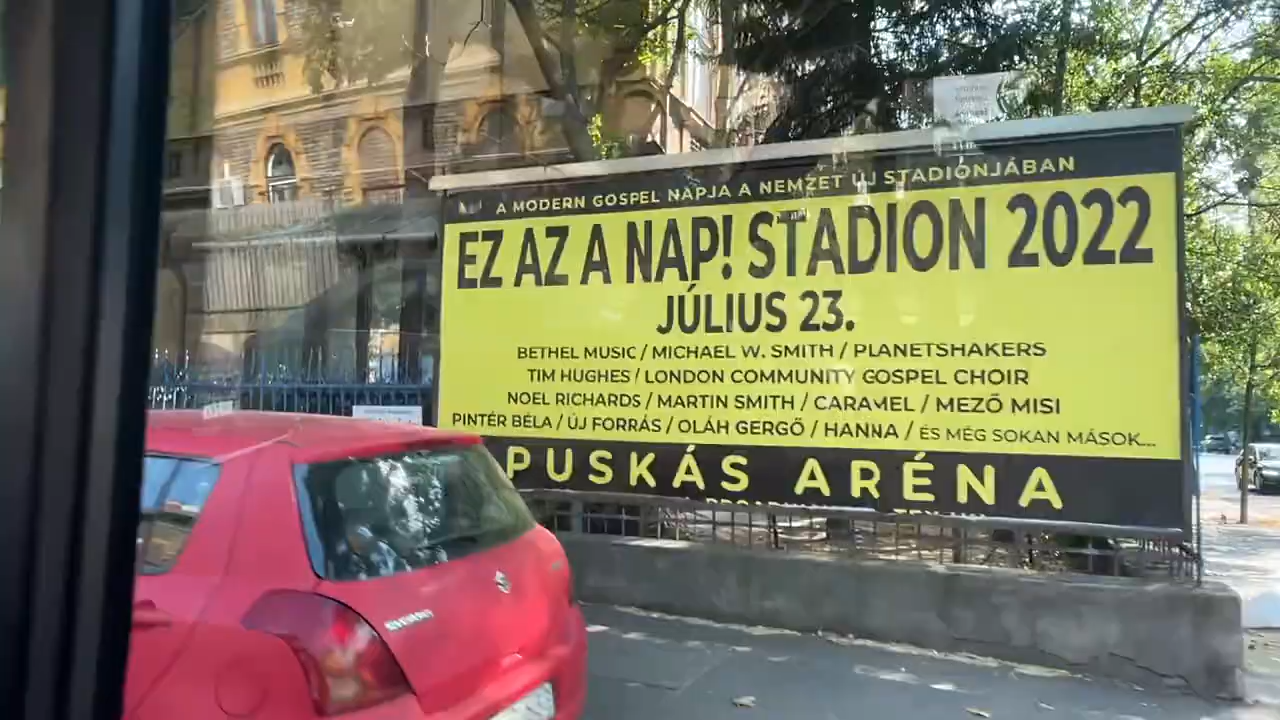 A MODERN GOSPEL NAPJA A NEMZET ÚJ STADIONJÁBAN
EZ AZ A NAP! STADION 2022
JÚLIUS 23.
BETHEL MUSIC / MICHAEL W. SMITH / PLANETSHAKERS
TIM HUGHES / LONDON COMMUNITY GOSPEL CHOIR
NOEL RICHARDS / MARTIN SMITH / CARAMEL / MEZŐ MISI
PINTÉR BÉLA / ÚJ FORRÁS / OLÁH GERGŐ / HANNA / ÉS MÉG SOKAN MÁSOK...
PUSKÁS ARÉNA